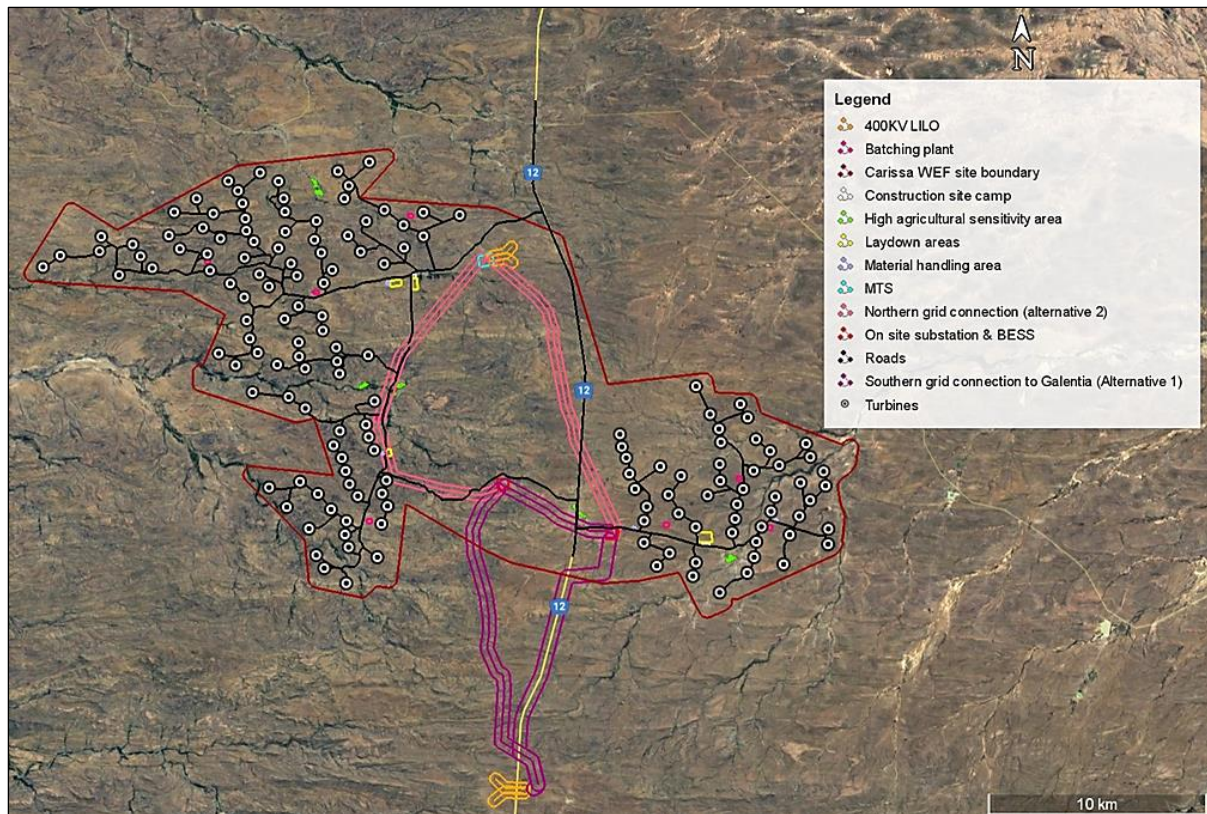 N
Legend
400KV LILO
Batching plant
Carissa WEF site boundary
Construction site camp
High agricultural sensitivity area
Laydown areas
Material handling area
MTS
Northern grid connection (alternative 2)
On site substation & BESS
Roads
Southern grid connection to Galentia (Alternative 1)
Turbines
12
12
12
10 km